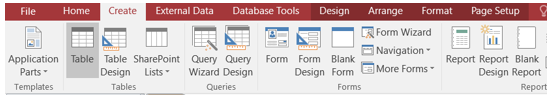 File Home Create External Data Database Tools Design Arrange Format Page Setup
Application Parts Table Table Design SharePoint Lists Query Wizard Query Design Form Form Design Blank Form Form Wizard Navigation More Forms Report Report Design Blank Report
Templates Tables Queries Forms Report